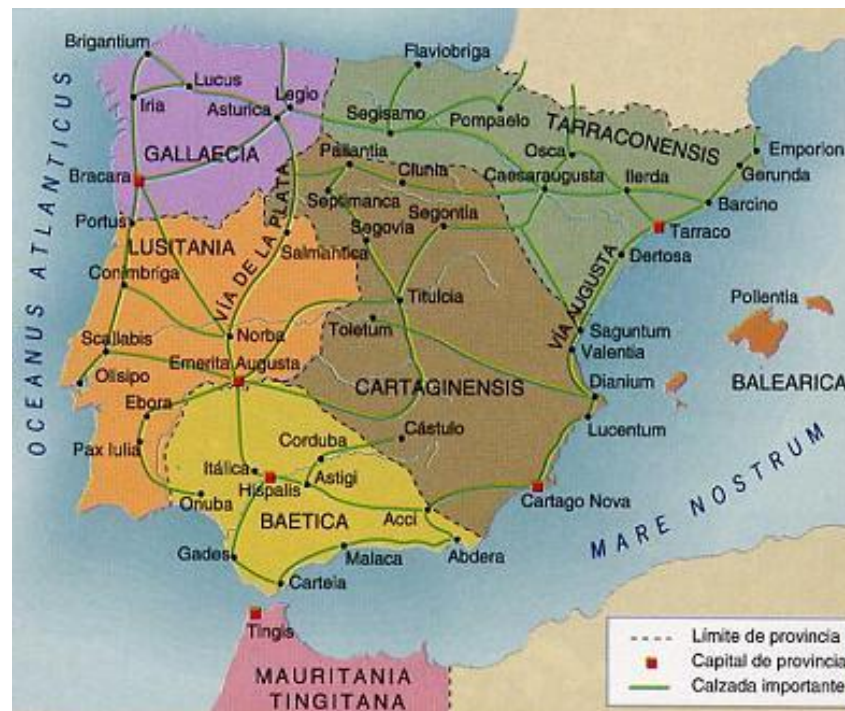 Brigantium
Flaviobriga
Lucus
Legio
Iria
Asturica
Segisamo
Pompaelo
TARRACONENSIS
GALLAECIA
Pallantia
Clunia
Osca
Emporion
Gerunda
Bracara
Caesaraugusta
Ilerda
Septimanca
Barcino
Portus
Segovia
Segontia
Tarraco
LUSITANIA
Salmantica
Dertosa
VÍA DE LA PLATA
VÍA AUGUSTA
Conimbriga
Titulcia
Pollentia
Toletum
Norba
Saguntum
Scallabis
Valentia
Emerita Augusta
Olisipo
CARTAGINENSIS
Dianium
BALEARICA
Ebora
Lucentum
Corduba
Cástulo
Pax Iulia
Itálica
Astigi
Hispalis
Onuba
Cartago Nova
BAETICA
Acci
Gades
Malaca
Abdera
Carteia
Tingis
MAURITANIA
TINGITANA
OCEANUS ATLANTICUS
MARE NOSTRUM
Límite de provincia
Capital de provincia
Calzada importante